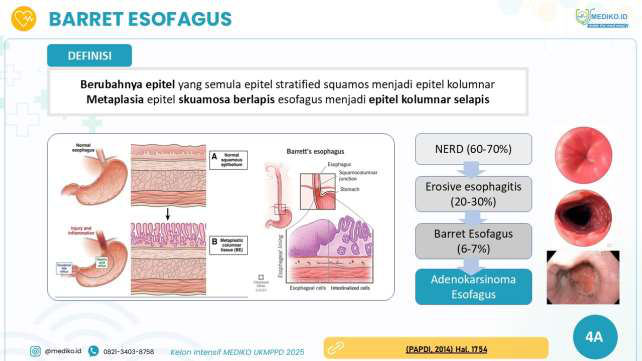 BARRET ESOFAGUS
MEDIKO.ID
DEFINISI
Berubahnya epitel yang semula epitel stratified squamos menjadi epitel kolumnar
Metaplasia epitel skuamosa berlapis esofagus menjadi epitel kolumnar selapis
Normal
esophagus
A
Normal
squamous
epithelium
Injury and
inflammation
B
Metaplastic
columnar
tissue (BE)
Barrett's esophagus
Esophagus
Squamocolumnar
junction
Stomach
Esophageal lining
Esophageal cells
Intestinalized cells
NERD (60-70%)
Erosive esophagitis
(20-30%)
Barret Esofagus
(6-7%)
Adenokarsinoma
Esofagus
4A
@mediko.id
0821-3403-8758
Kelan Intensif MEDIKO UKMPPD 2025
(PAPDI, 2014) Hal. 1754